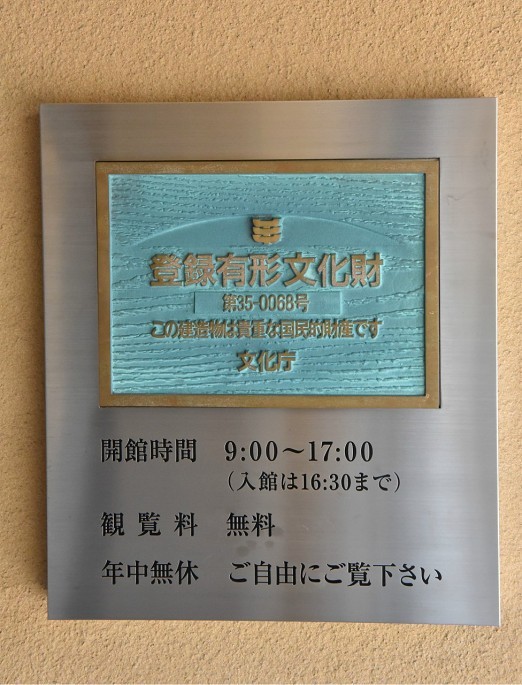 登録有形文化財
第35-0068号
この建造物は貴重な国民的財産です
文化庁
開館時間 9:00～17:00
(入館は16:30まで)
観覧料 無料
年中無休 ご自由にご覧下さい